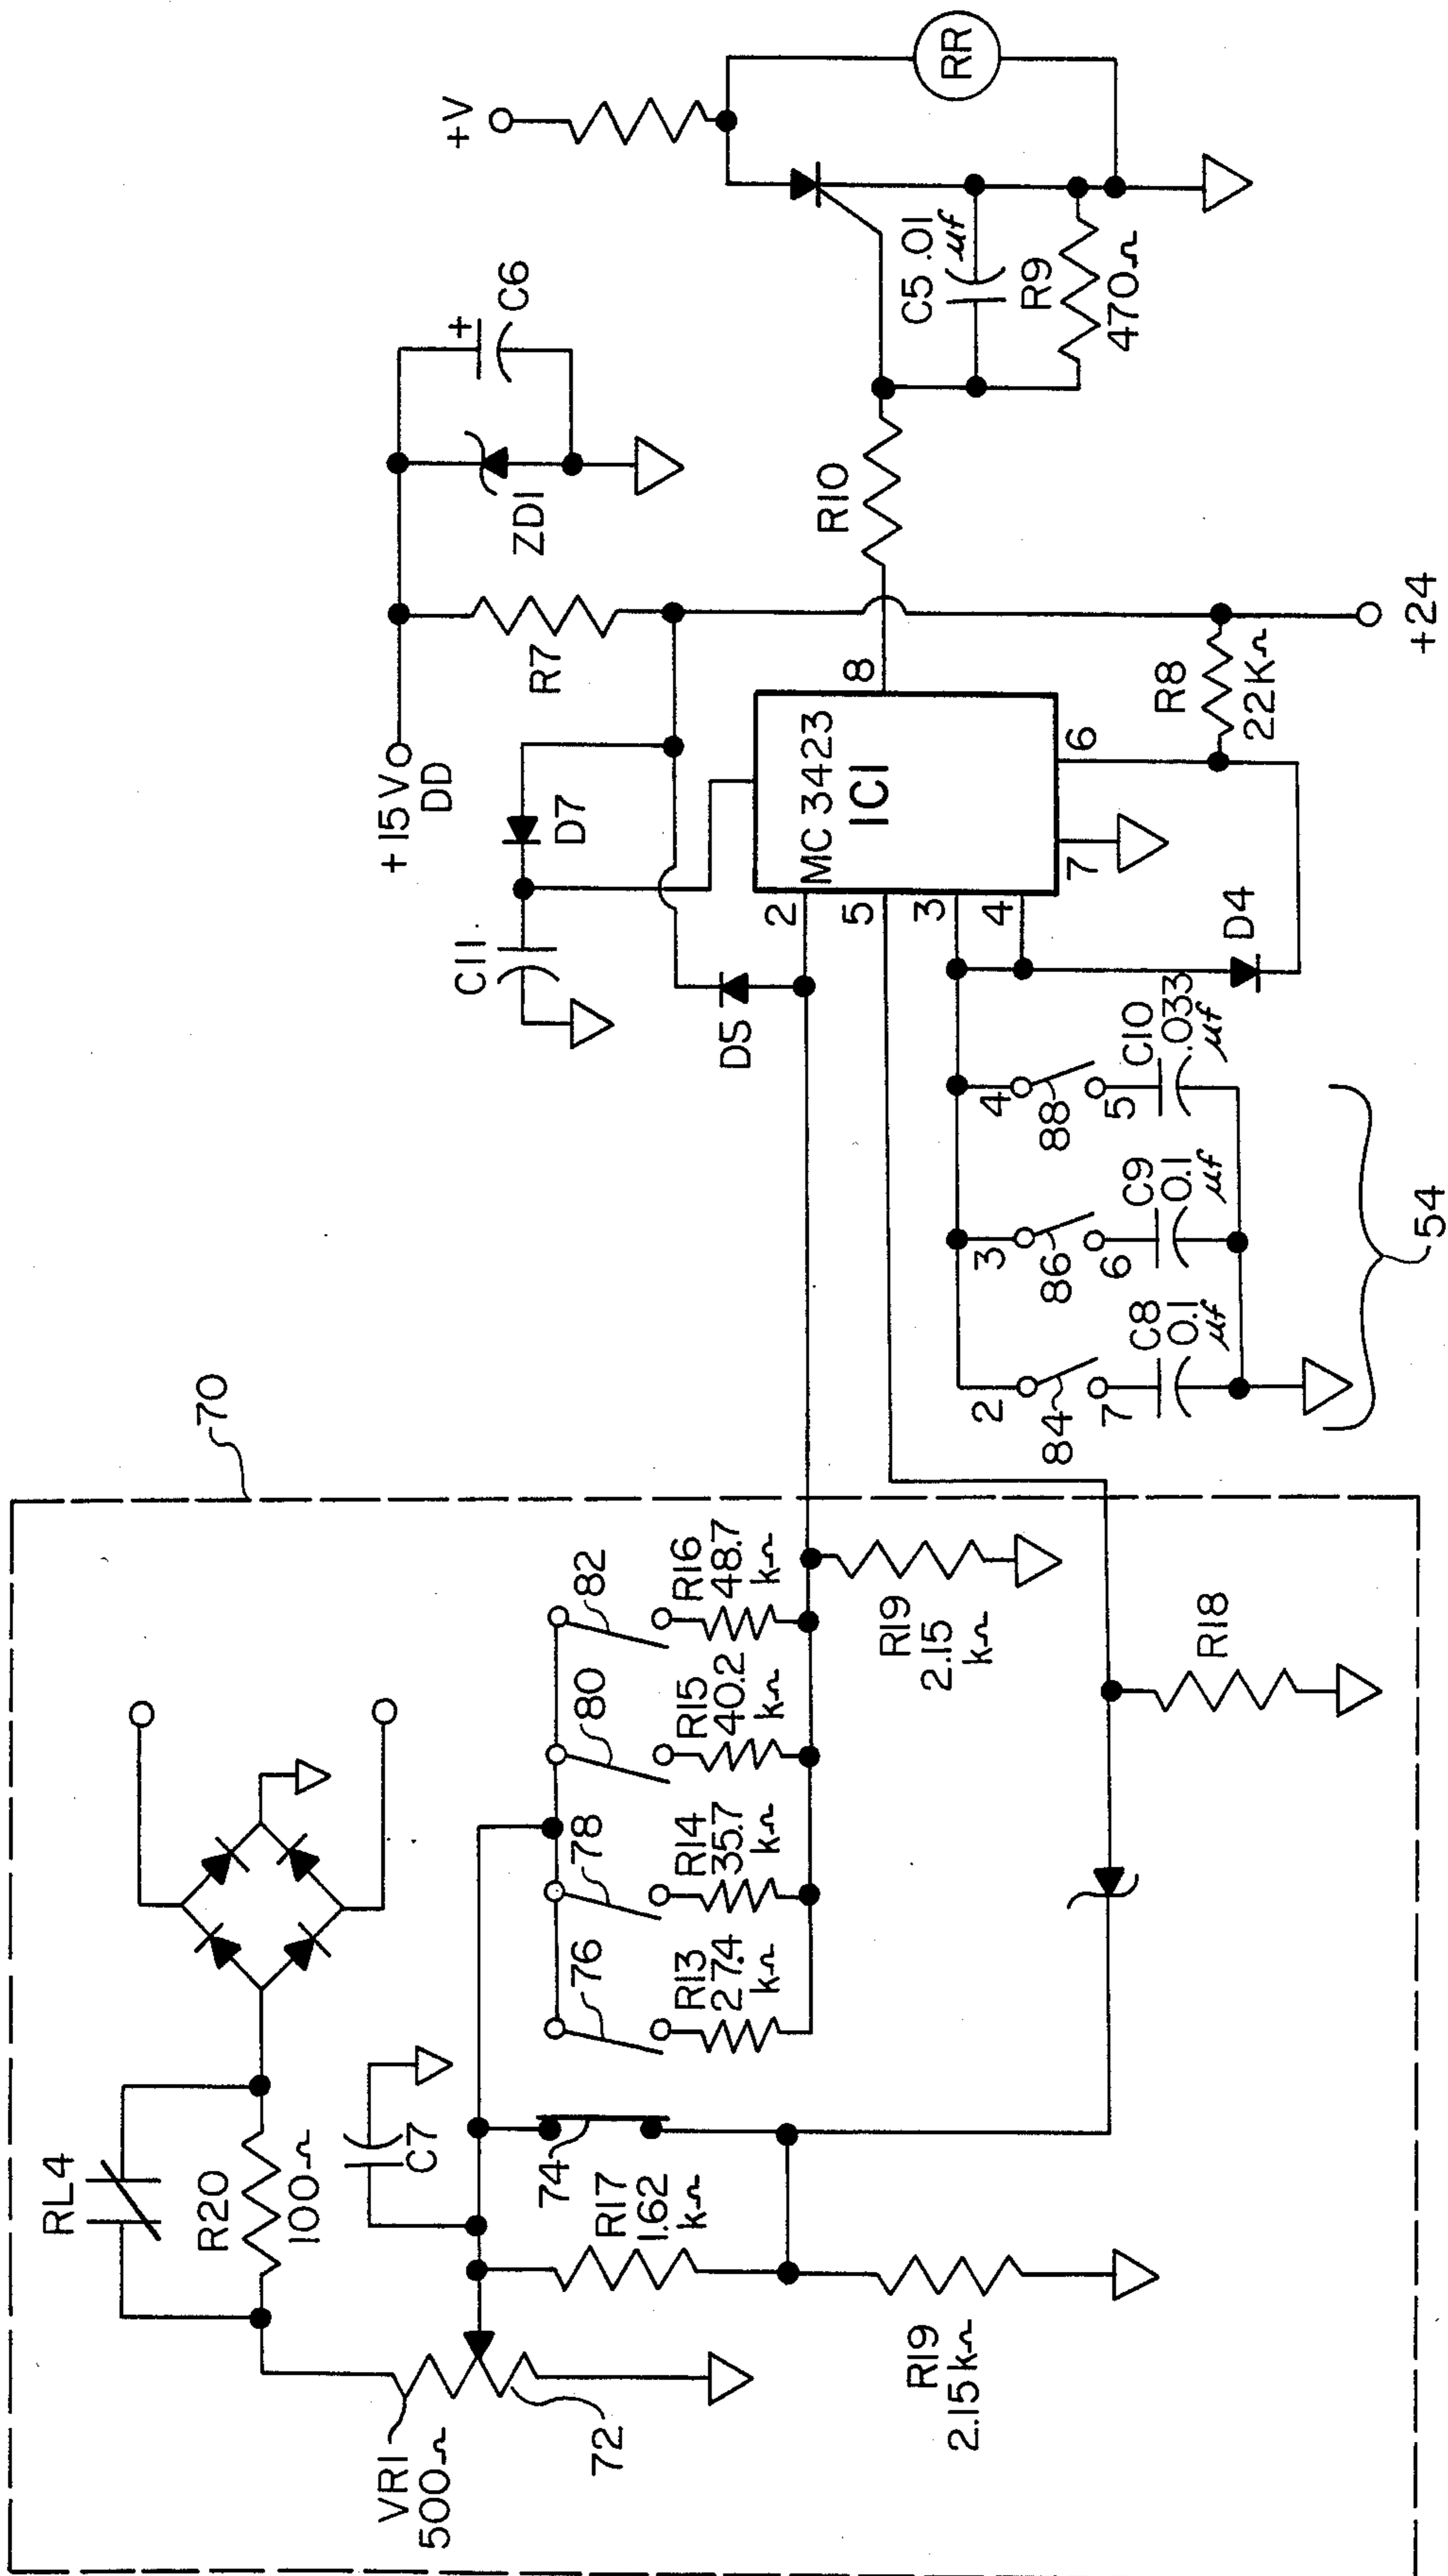 70
RL4
R20
100Ω
VR1
500Ω
72
C7
74
R17
1.62
kΩ
R19
2.15kΩ
76
78
80
82
R13
27.4
kΩ
R14
35.7
kΩ
R15
40.2
kΩ
R16
48.7
kΩ
R19
2.15
kΩ
R18
+15V
DD
C11
D7
R7
ZD1
+
C6
D5
2
5
3
4
7
6
8
MC 3423
IC1
R10
R8
22KΩ
+24
D4
2
84
7
C8
0.1
μf
3
86
6
C9
0.1
μf
4
88
5
C10
.033
μf
54
+V
RR
C5 .01
μf
R9
470Ω